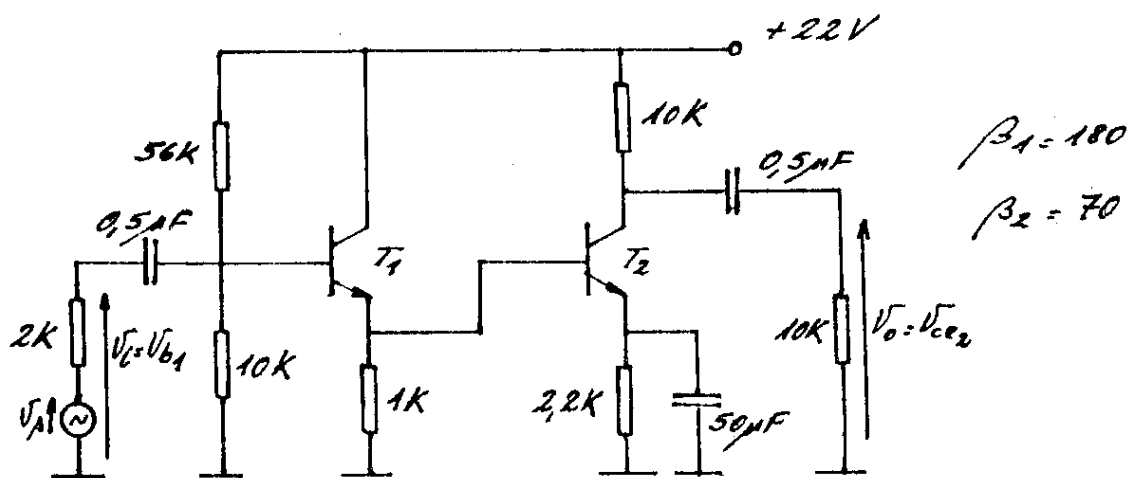 +22V
10K
β1 = 180
56K
0,5µF
0,5µF
β2 = 70
T1
T2
2K
vi = vb1
10K
10K
vo = vce2
1K
2,2K
50µF